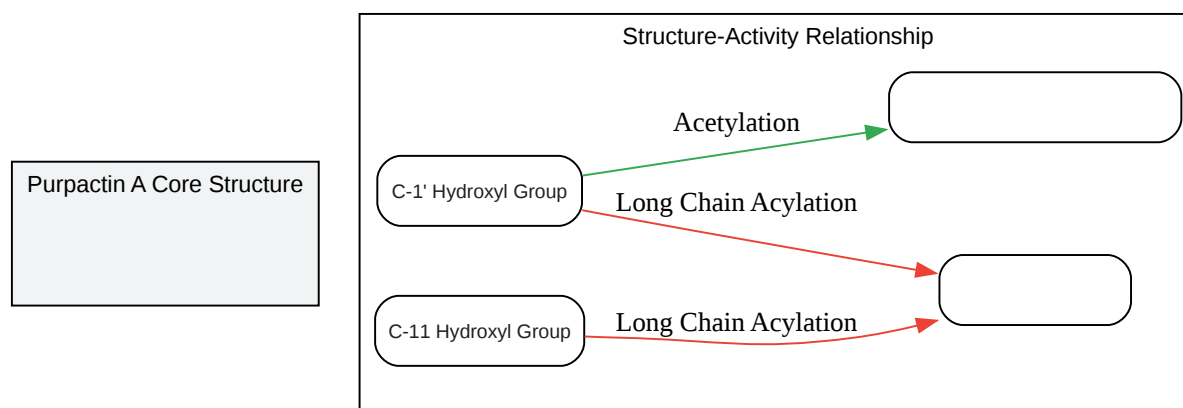 Structure-Activity Relationship
Purpactin A Core Structure
Acetylation
C-1' Hydroxyl Group
Long Chain Acylation
C-11 Hydroxyl Group
Long Chain Acylation